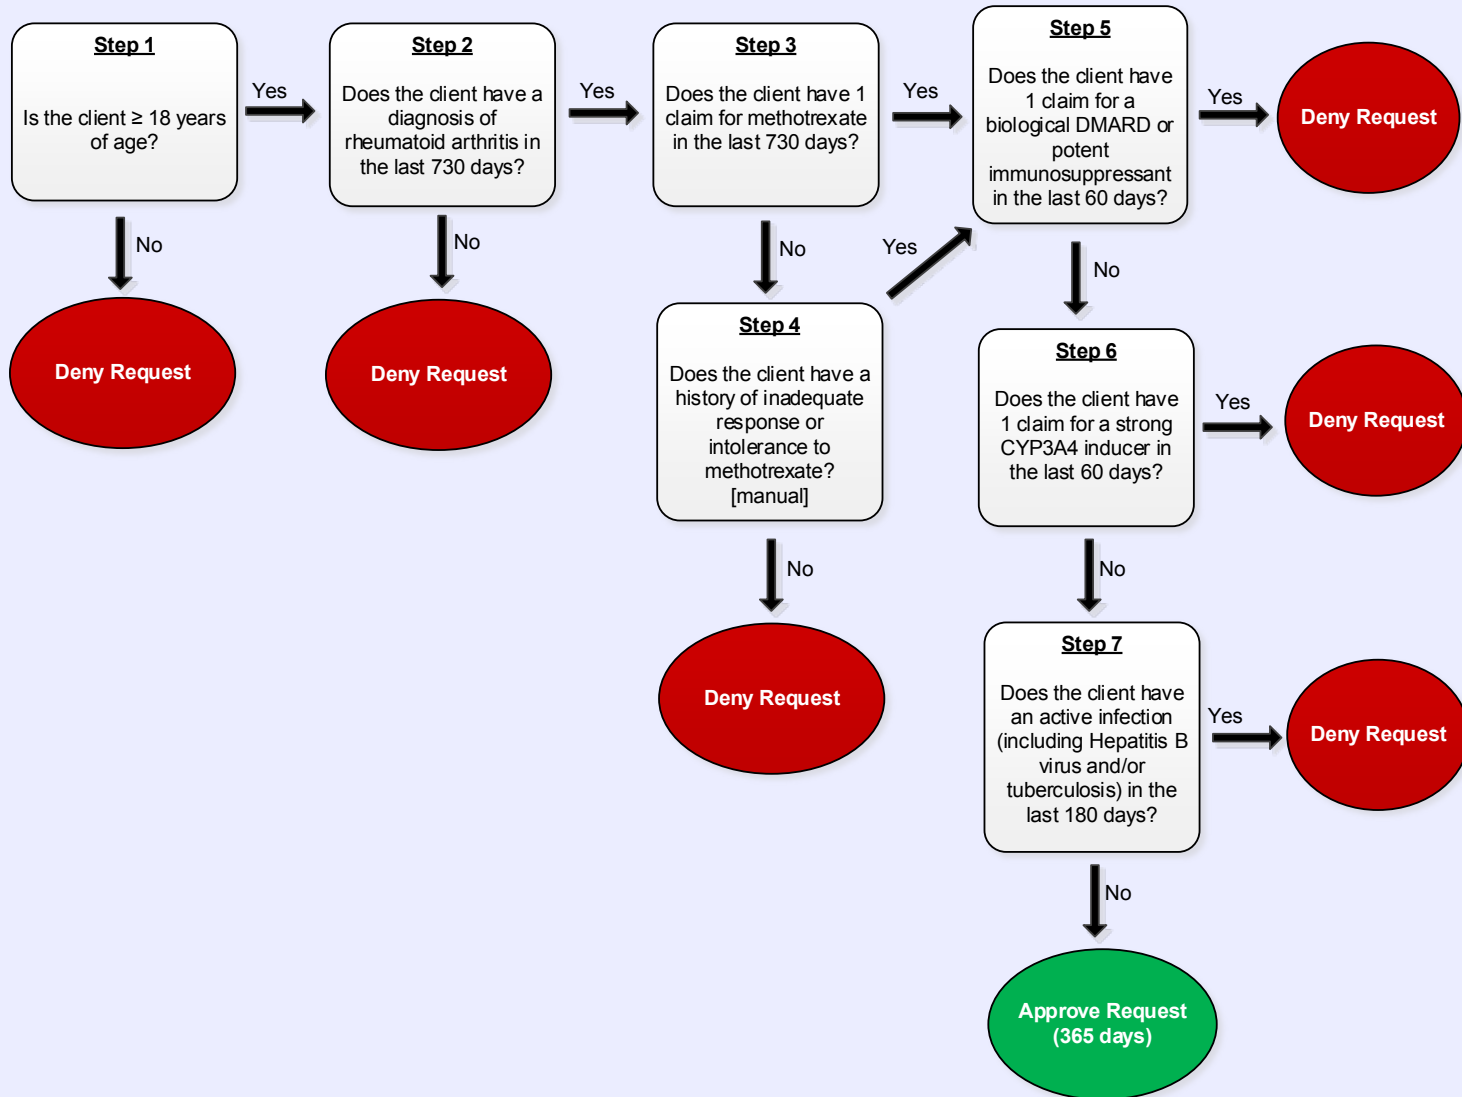 Step 1
Is the client ≥ 18 years
of age?
Yes
No
Deny Request
Step 2
Does the client have a
diagnosis of
rheumatoid arthritis in
the last 730 days?
Yes
No
Deny Request
Step 3
Does the client have 1
claim for methotrexate
in the last 730 days?
Yes
No
Step 4
Does the client have a
history of inadequate
response or
intolerance to
methotrexate?
[manual]
Yes
No
Deny Request
Step 5
Does the client have
1 claim for a
biological DMARD or
potent
immunosuppressant
in the last 60 days?
Yes
Deny Request
No
Step 6
Does the client have
1 claim for a strong
CYP3A4 inducer in
the last 60 days?
Yes
Deny Request
No
Step 7
Does the client have
an active infection
(including Hepatitis B
virus and/or
tuberculosis) in the
last 180 days?
Yes
Deny Request
No
Approve Request
(365 days)